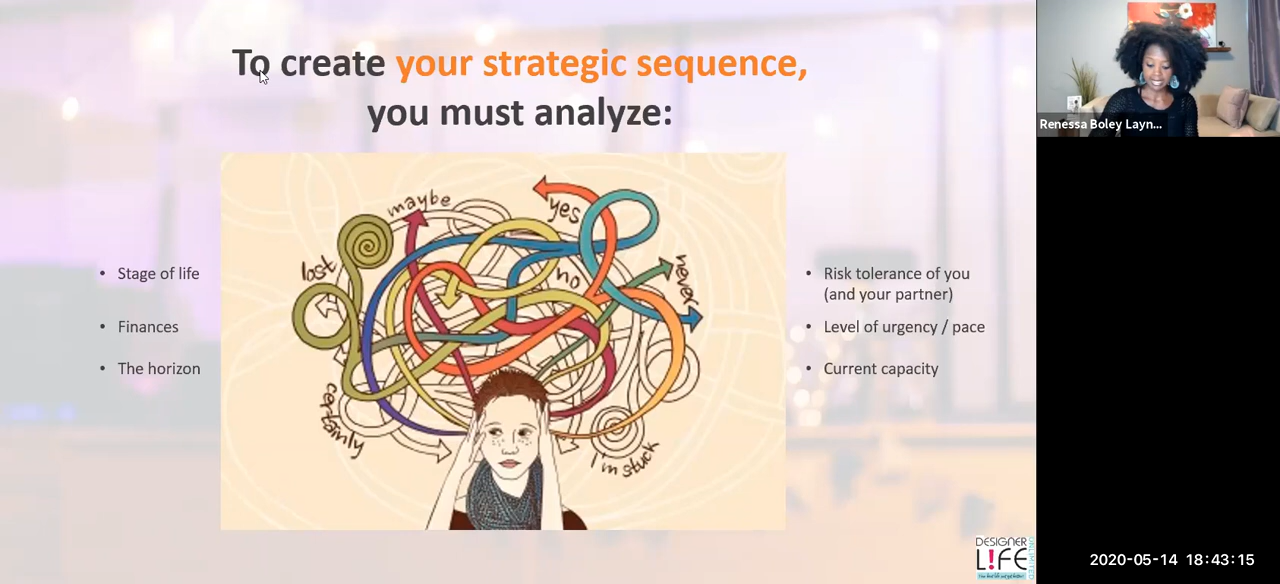 To create your strategic sequence,
you must analyze:
• Stage of life
• Finances
• The horizon
maybe
yes
lost
no
never
certainly
I'm stuck
• Risk tolerance of you
(and your partner)
• Level of urgency / pace
• Current capacity
Renessa Boley Layn...
DESIGNER
L!FE
UNLIMITED
2020-05-14 18:43:15